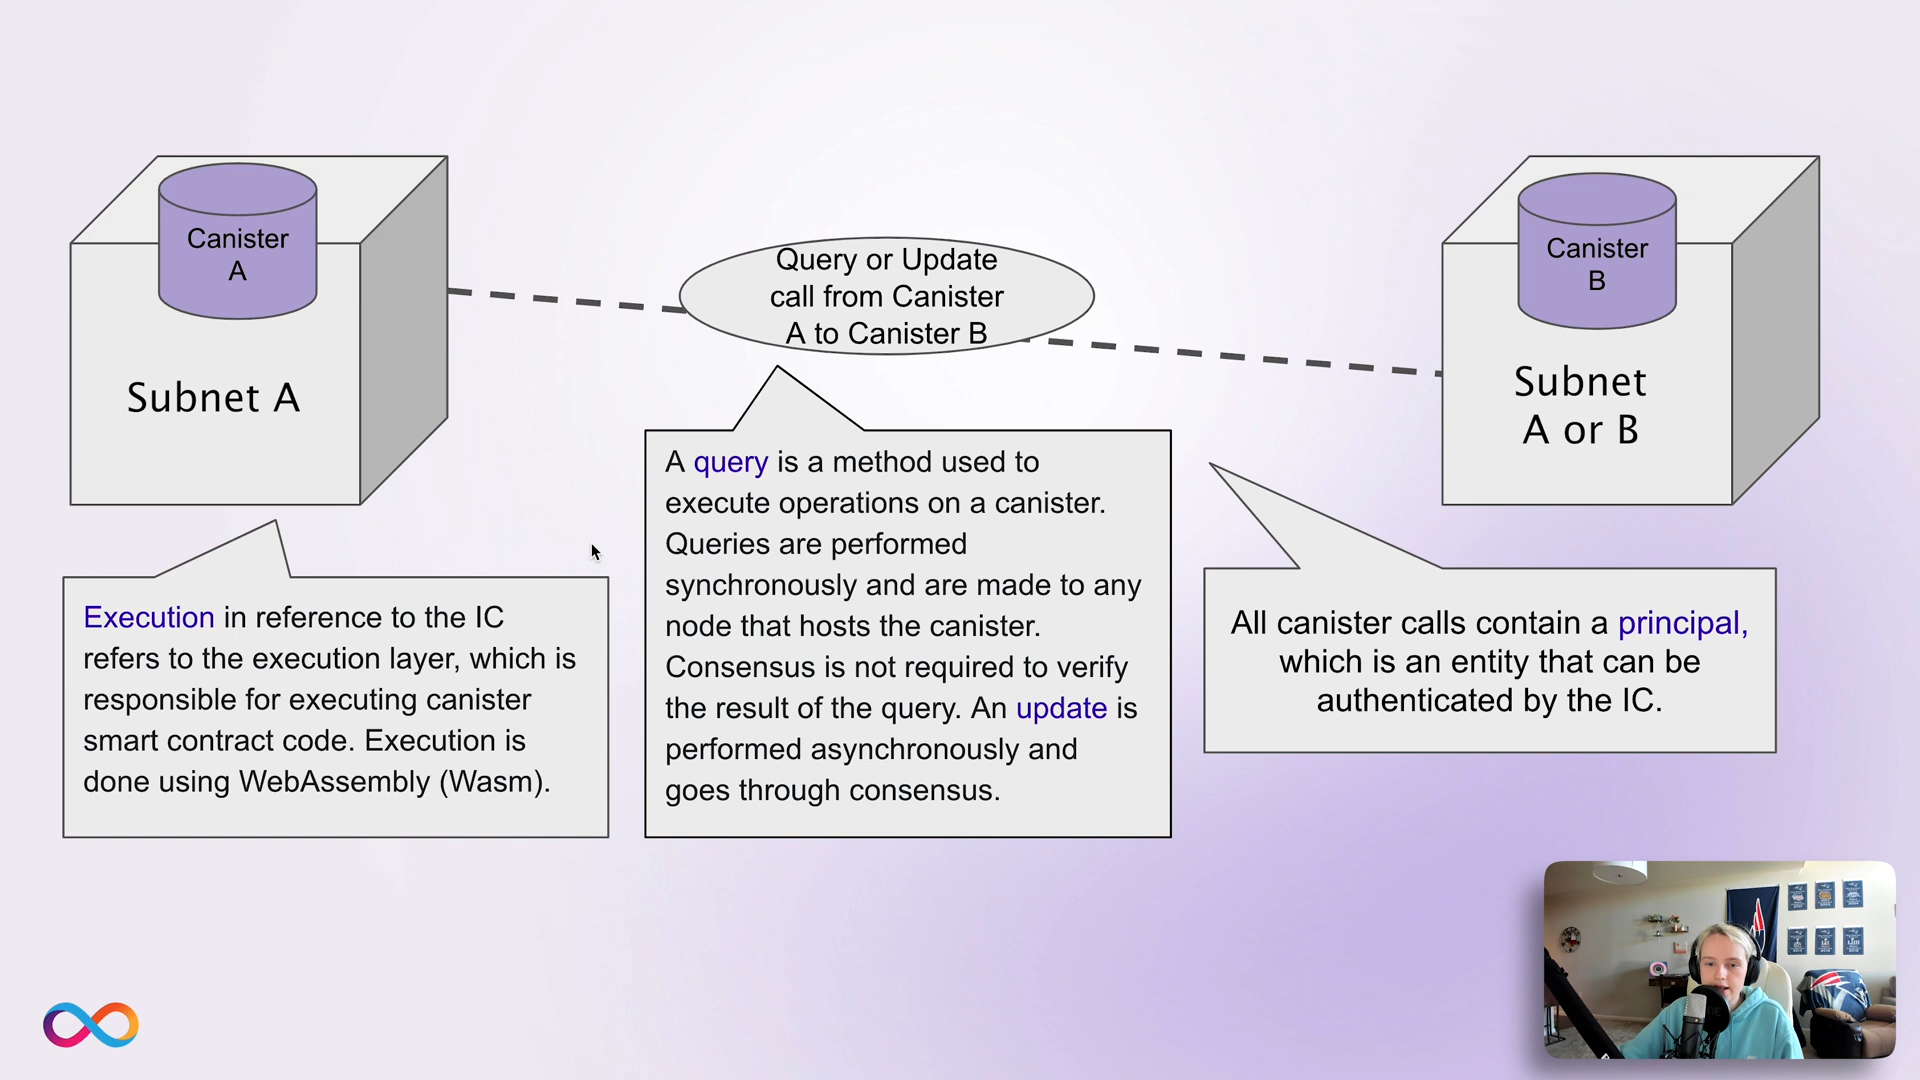 Canister
A
Subnet A
Query or Update
call from Canister
A to Canister B
Canister
B
Subnet
A or B
Execution in reference to the IC
refers to the execution layer, which is
responsible for executing canister
smart contract code. Execution is
done using WebAssembly (Wasm).
A query is a method used to
execute operations on a canister.
Queries are performed
synchronously and are made to any
node that hosts the canister.
Consensus is not required to verify
the result of the query. An update is
performed asynchronously and
goes through consensus.
All canister calls contain a principal,
which is an entity that can be
authenticated by the IC.